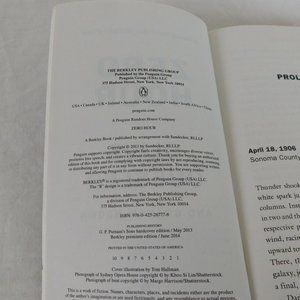 THE BERKLEY PUBLISHING GROUP
Published by the Penguin Group
Penguin Group (USA) LLC
375 Hudson Street, New York, New York 10014
USA • Canada • UK • Ireland • Australia • New Zealand • India • South Africa • China
penguin.com
A Penguin Random House Company
ZERO HOUR
A Berkley Book / published by arrangement with Sandecker, RLLLP
Copyright © 2013 by Sandecker, RLLLP
Penguin supports copyright. Copyright fuels creativity, encourages diverse voices,
promotes free speech, and creates a vibrant culture. Thank you for buying an authorized
edition of this book and for complying with copyright laws by not reproducing, scanning, or
distributing any part of it in any form without permission. You are supporting writers and
allowing Penguin to continue to publish books for every reader.
BERKLEY® is a registered trademark of Penguin Group (USA) LLC.
The "B" design is a trademark of Penguin Group (USA) LLC.
For information, address: The Berkley Publishing Group,
a division of Penguin Group (USA) LLC,
375 Hudson Street, New York, New York 10014.
ISBN: 978-0-425-26777-6
PUBLISHING HISTORY
G. P. Putnam's Sons hardcover edition / May 2013
Berkley premium edition / June 2014
PRINTED IN THE UNITED STATES OF AMERICA
10 9 8 7 6 5 4 3 2 1
Cover illustration by Tom Hallman.
Photograph of Sydney Opera House copyright © by Khoo Si Lin/Shutterstock.
copyright © by Margo Harrison/Shutterstock.
This is a work of fiction. Names, characters, places, and incidents either are the product
of the author's imagination or are used fictitiously, and any resemblance to actual persons
PROL
April 18, 1906
Sonoma County
Thunder shook
white spark jum
columns. Instan
in two and the
respective prop
wind, racing
upward to for
There, the
a galaxy
it, d